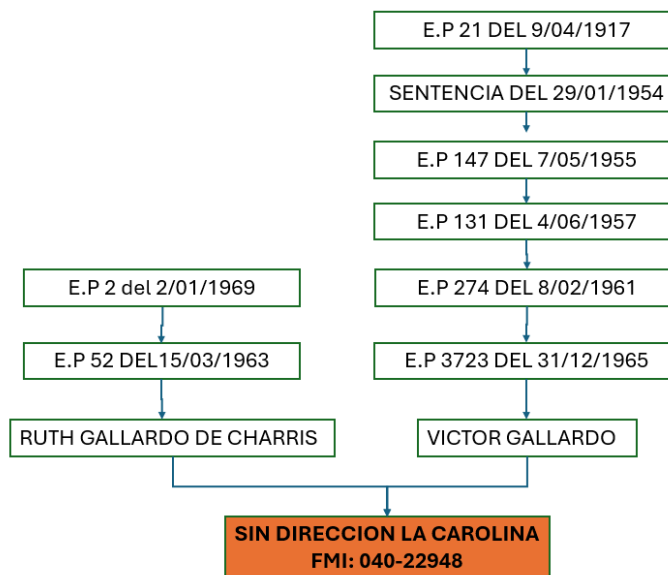 E.P 21 DEL 9/04/1917
SENTENCIA DEL 29/01/1954
E.P 147 DEL 7/05/1955
E.P 131 DEL 4/06/1957
E.P 2 del 2/01/1969
E.P 274 DEL 8/02/1961
E.P 52 DEL15/03/1963
E.P 3723 DEL 31/12/1965
RUTH GALLARDO DE CHARRIS
VICTOR GALLARDO
SIN DIRECCION LA CAROLINA
FMI: 040-22948